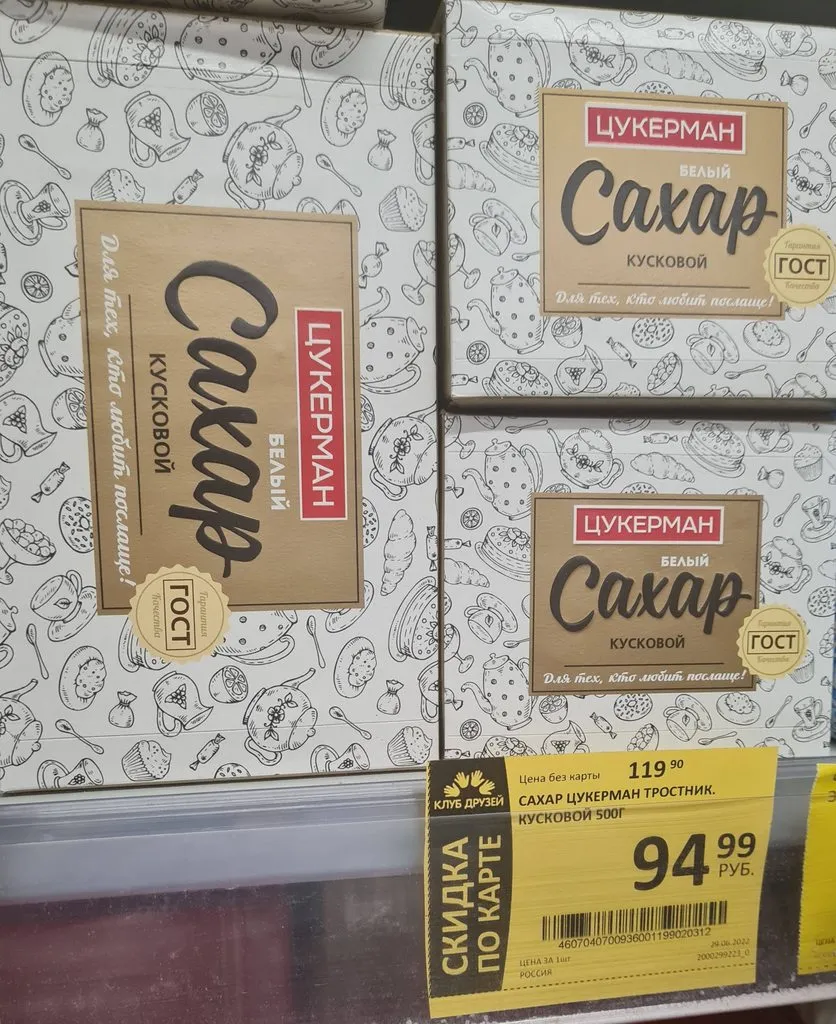 ЦУКЕРМАН
БЕЛЫЙ
Сахар
КУСКОВОЙ
Для тех, кто любит послаще!
Гарантия
ГОСТ
Качества
ЦУКЕРМАН
БЕЛЫЙ
Сахар
КУСКОВОЙ
Для тех, кто любит послаще!
Гарантия
ГОСТ
Качества
ЦУКЕРМАН
БЕЛЫЙ
Сахар
КУСКОВОЙ
Для тех, кто любит послаще!
Гарантия
ГОСТ
Качества
КЛУБ ДРУЗЕЙ
СКИДКА
ПО КАРТЕ
Цена без карты 119 90
САХАР ЦУКЕРМАН ТРОСТНИК.
КУСКОВОЙ 500Г
94 99
РУБ.
4607040700936001199020312
29.06.2022
ЦЕНА ЗА 1шт 2000299223_0
РОССИЯ